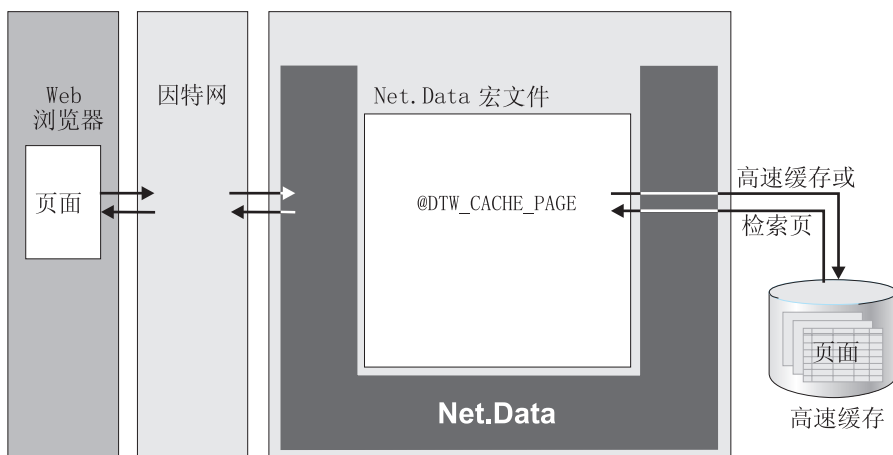 Web
浏览器
页面
因特网
Net.Data 宏文件
@DTW_CACHE_PAGE
Net.Data
高速缓存或
检索页
页面
高速缓存